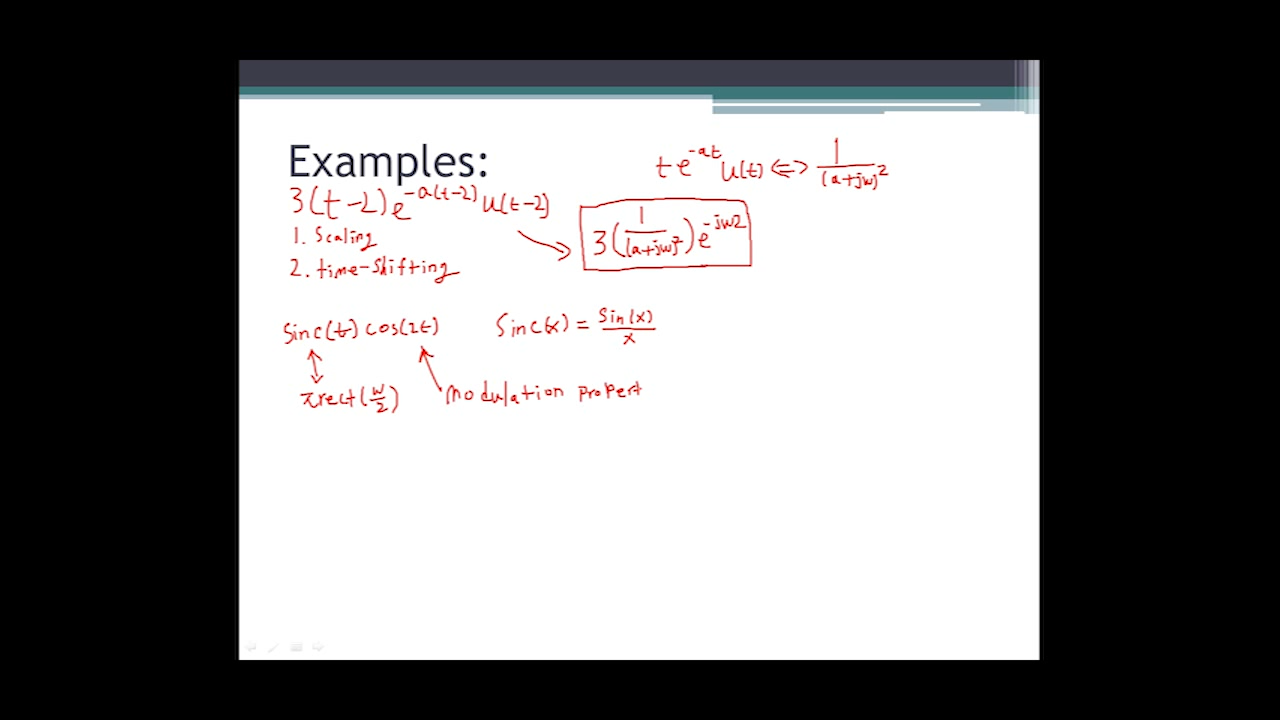 Examples:
te^{-at}u(t) <=> 1/(a+jw)^2
3(t-2)e^{-a(t-2)}u(t-2)
1. Scaling
2. time-shifting
3(1/(a+jw)^2)e^{-jw2}
sinc(t)cos(2t)
Sinc(x) = sin(x)/x
πrect(w/2)
modulation propert